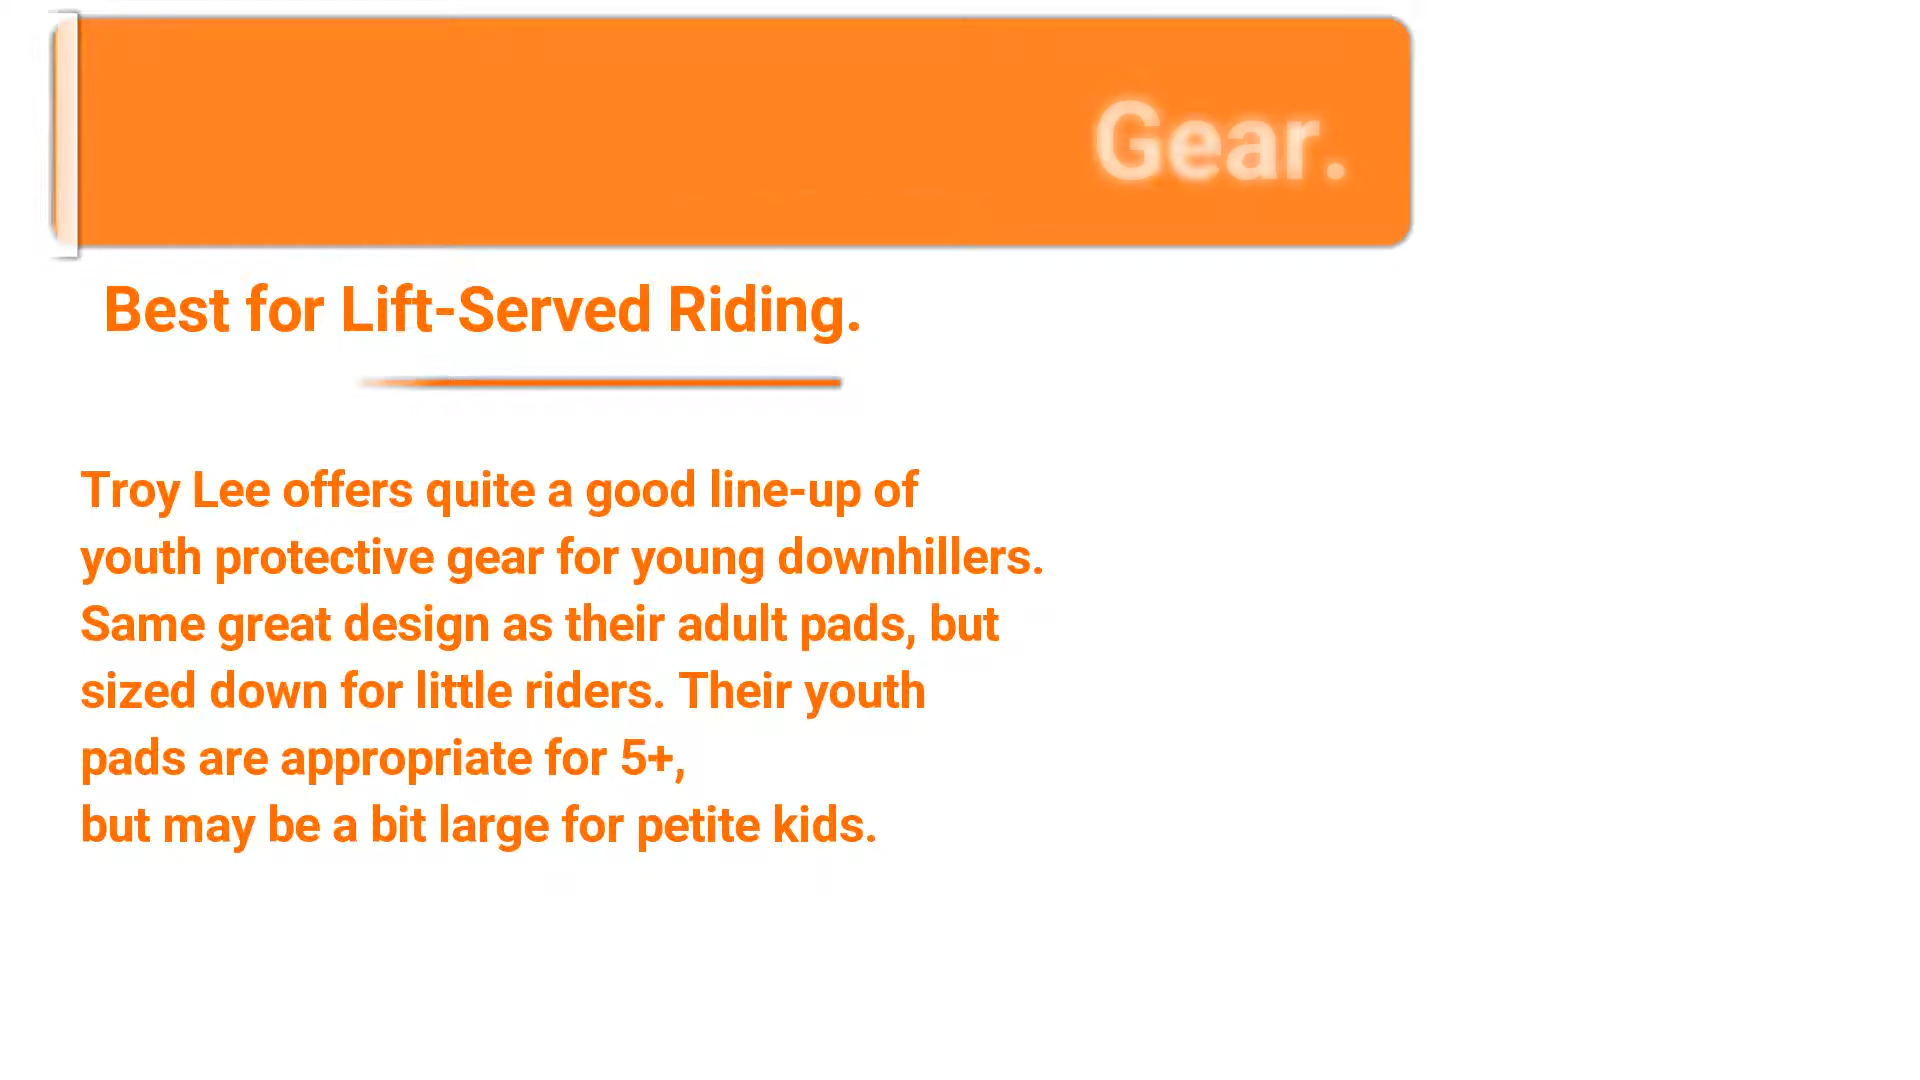 Gear.
Best for Lift-Served Riding.
Troy Lee offers quite a good line-up of
youth protective gear for young downhillers.
Same great design as their adult pads, but
sized down for little riders. Their youth
pads are appropriate for 5+,
but may be a bit large for petite kids.